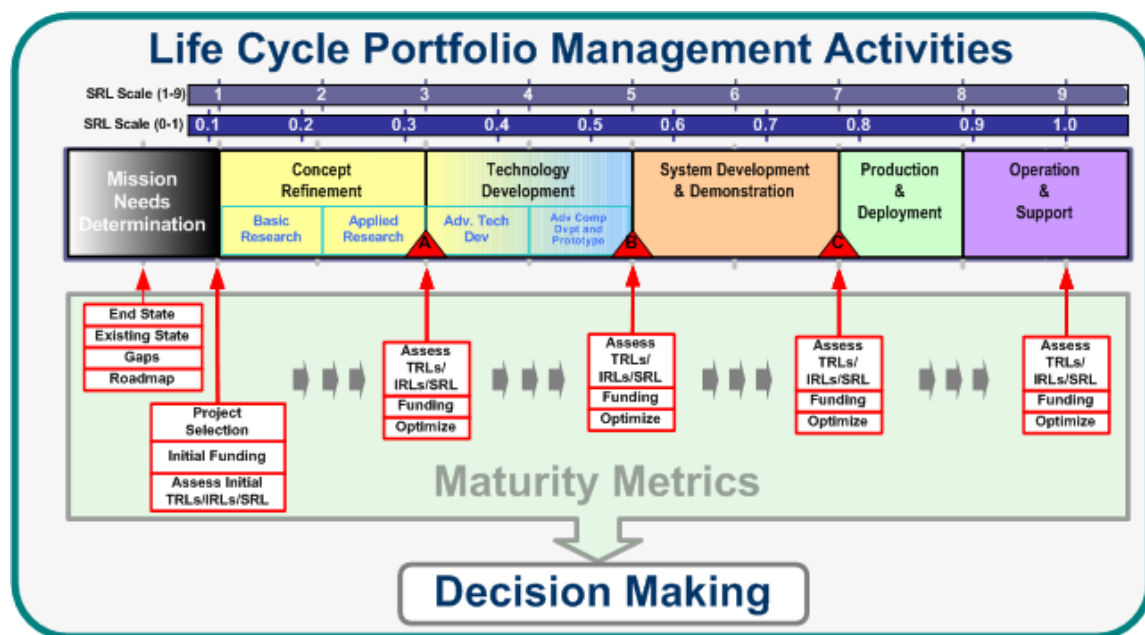 Life Cycle Portfolio Management Activities
SRL Scale (1-9) 1 2 3 4 5 6 7 8 9
SRL Scale (0-1) 0.1 0.2 0.3 0.4 0.5 0.6 0.7 0.8 0.9 1.0
Mission
Needs
Determination
Concept
Refinement
Basic
Research
Applied
Research
A
Technology
Development
Adv. Tech
Dev
Adv Comp
Dvpt and
Prototype
B
System Development
& Demonstration
C
Production
&
Deployment
Operation
&
Support
End State
Existing State
Gaps
Roadmap
Project
Selection
Initial Funding
Assess Initial
TRLs/IRLs/SRL
Assess
TRLs/
IRLs/SRL
Funding
Optimize
Assess
TRLs/
IRLs/SRL
Funding
Optimize
Assess
TRLs/
IRLs/SRL
Funding
Optimize
Assess
TRLs/
IRLs/SRL
Funding
Optimize
Maturity Metrics
Decision Making